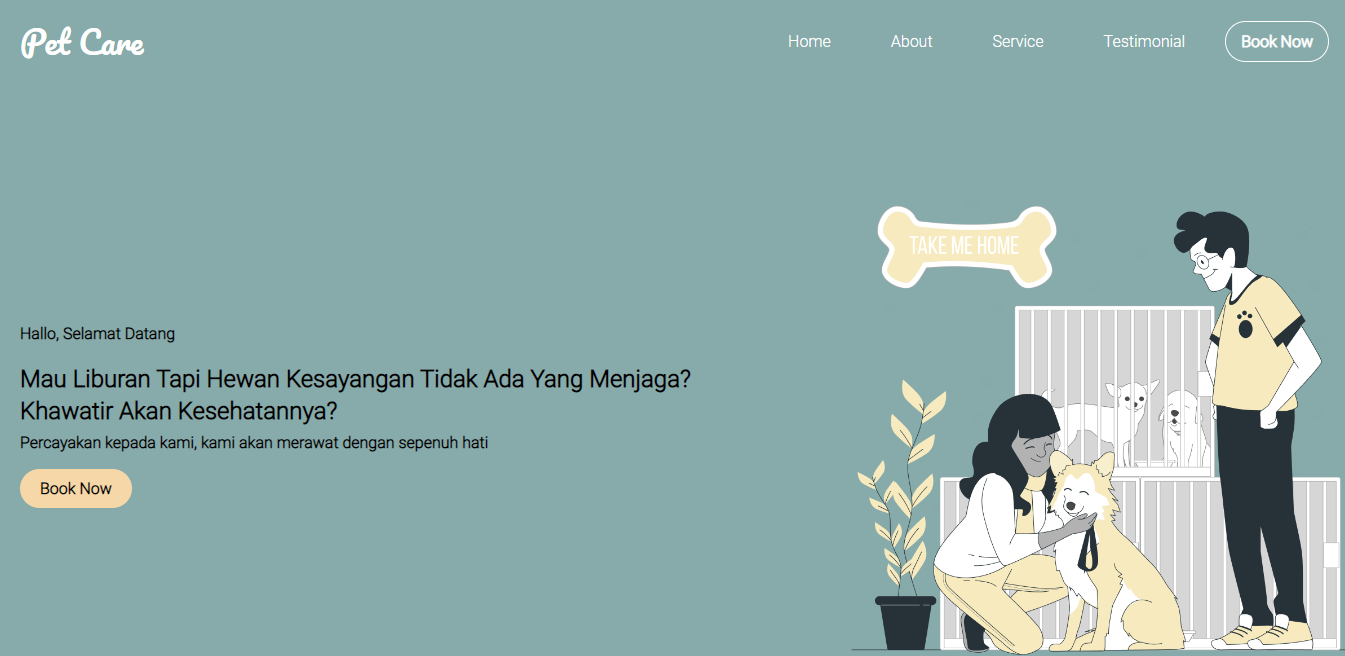 Pet Care
Home About Service Testimonial Book Now
TAKE ME HOME
Hallo, Selamat Datang
Mau Liburan Tapi Hewan Kesayangan Tidak Ada Yang Menjaga?
Khawatir Akan Kesehatannya?
Percayakan kepada kami, kami akan merawat dengan sepenuh hati
Book Now